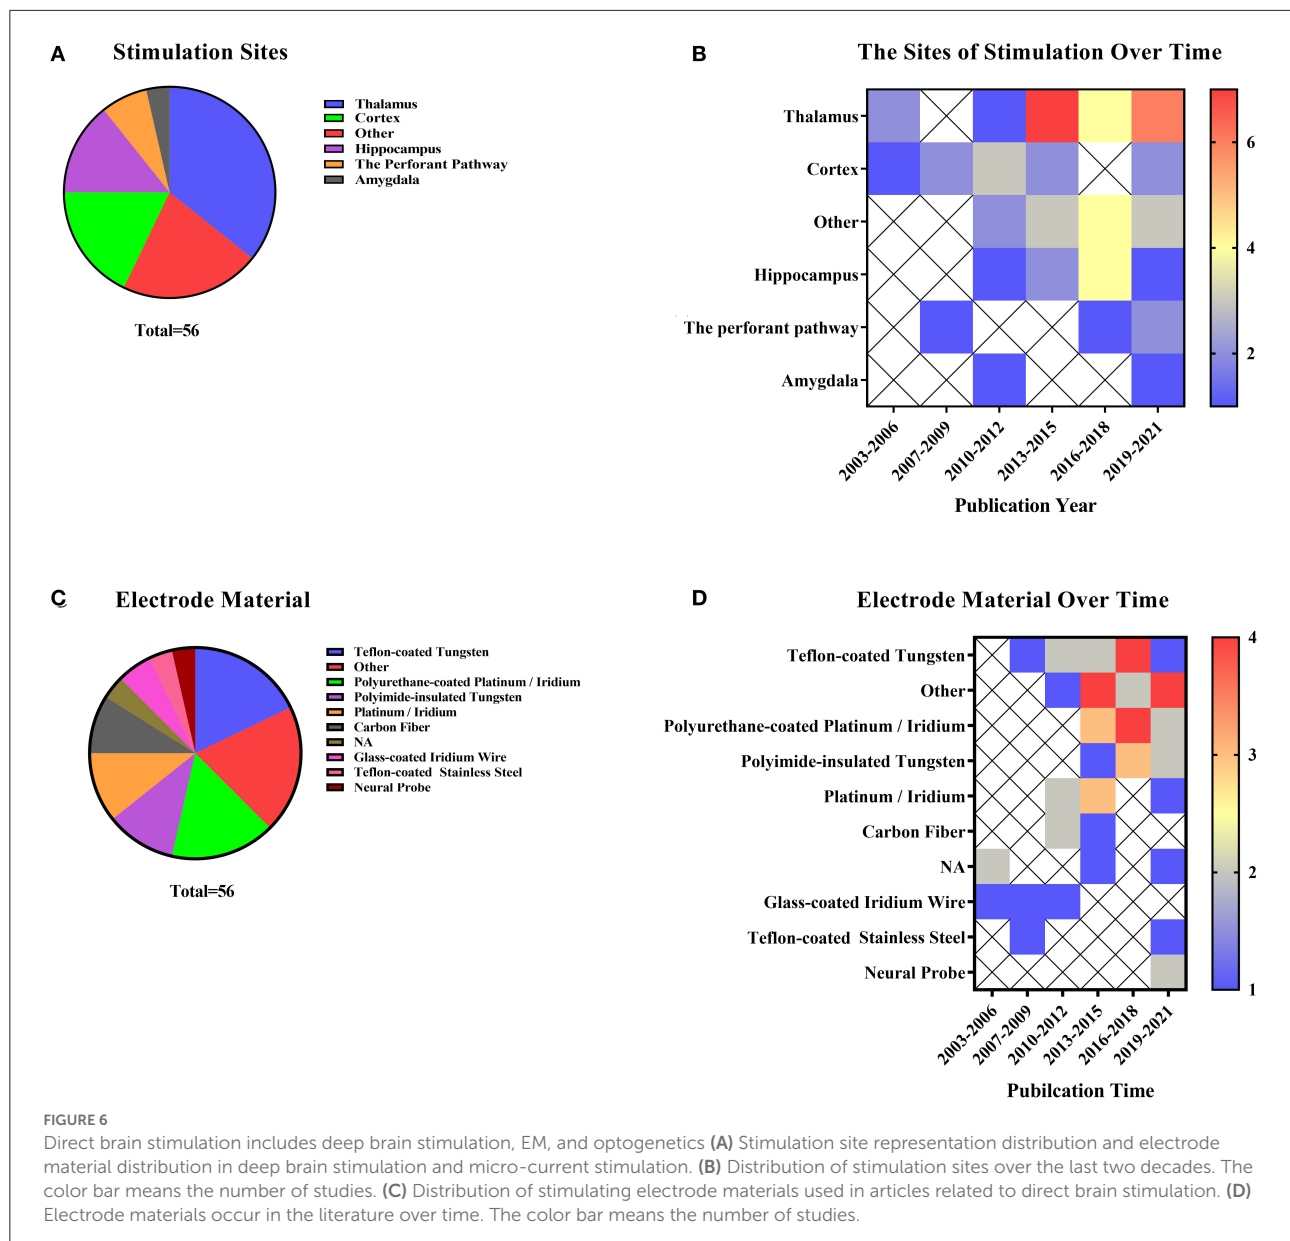 A
Stimulation Sites
Thalamus
Cortex
Other
Hippocampus
The Perforant Pathway
Amygdala
Total=56
B
The Sites of Stimulation Over Time
Thalamus
Cortex
Other
Hippocampus
The perforant pathway
Amygdala
6
4
2
2003-2006
2007-2009
2010-2012
2013-2015
2016-2018
2019-2021
Publication Year
C
Electrode Material
Teflon-coated Tungsten
Other
Polyurethane-coated Platinum / Iridium
Polyimide-insulated Tungsten
Platinum / Iridium
Carbon Fiber
NA
Glass-coated Iridium Wire
Teflon-coated Stainless Steel
Neural Probe
Total=56
D
Electrode Material Over Time
Teflon-coated Tungsten
Other
Polyurethane-coated Platinum / Iridium
Polyimide-insulated Tungsten
Platinum / Iridium
Carbon Fiber
NA
Glass-coated Iridium Wire
Teflon-coated Stainless Steel
Neural Probe
4
3
2
1
2003-2006
2007-2009
2010-2012
2013-2015
2016-2018
2019-2021
Pubilcation Time
FIGURE 6
Direct brain stimulation includes deep brain stimulation, EM, and optogenetics (A) Stimulation site representation distribution and electrode
material distribution in deep brain stimulation and micro-current stimulation. (B) Distribution of stimulation sites over the last two decades. The
color bar means the number of studies. (C) Distribution of stimulating electrode materials used in articles related to direct brain stimulation. (D)
Electrode materials occur in the literature over time. The color bar means the number of studies.